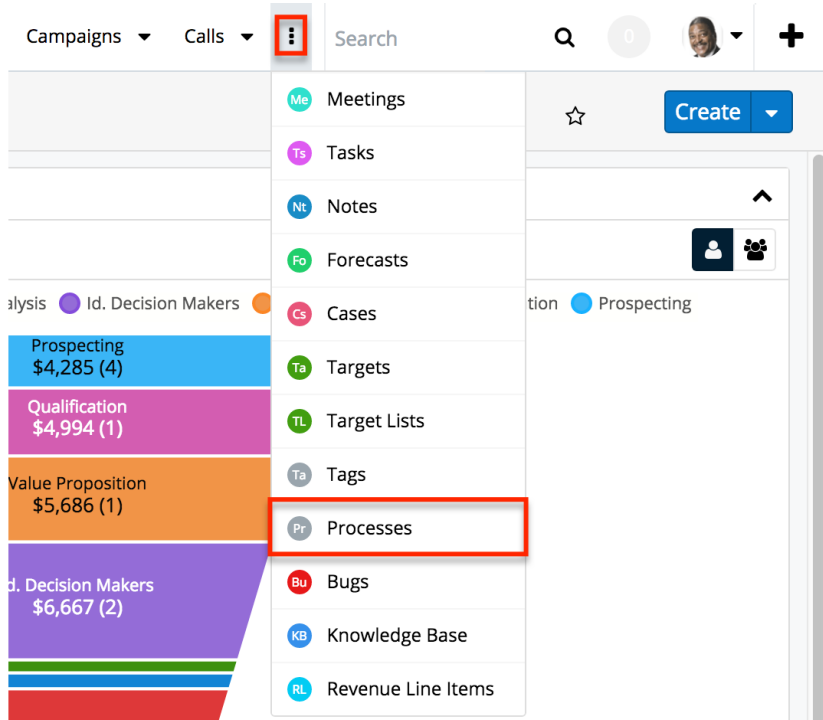 Campaigns Calls Search 0
Create
Me Meetings
Ts Tasks
Nt Notes
Fo Forecasts
Cs Cases
Ta Targets
TL Target Lists
Ta Tags
Pr Processes
Bu Bugs
KB Knowledge Base
RL Revenue Line Items
alysis Id. Decision Makers
tion Prospecting
Prospecting
$4,285 (4)
Qualification
$4,994 (1)
Value Proposition
$5,686 (1)
d. Decision Makers
$6,667 (2)